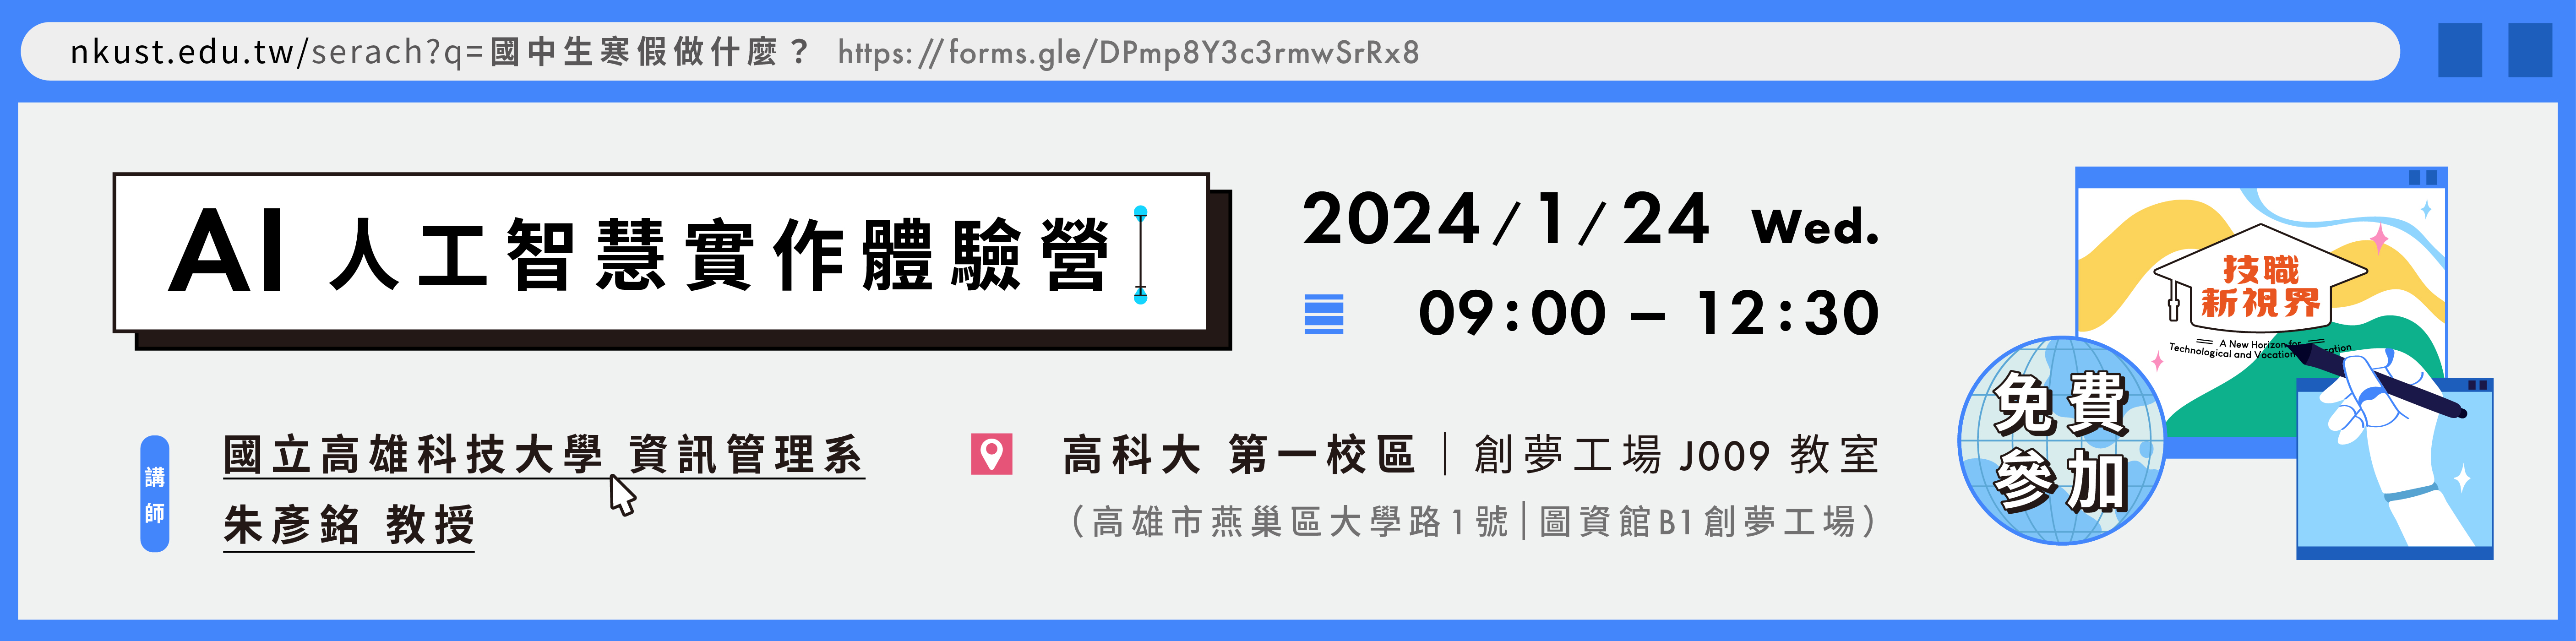 nkust.edu.tw/serach?q=國中生寒假做什麼？ https://forms.gle/DPmp8Y3c3rmwSrRx8
AI 人工智慧實作體驗營
2024/1/24 Wed.
09:00 – 12:30
講師
國立高雄科技大學 資訊管理系
朱彥銘 教授
高科大 第一校區｜創夢工場 J009 教室
（高雄市燕巢區大學路1號｜圖資館B1創夢工場）
技職
新視界
A New Horizon for
Technological and
免費
參加